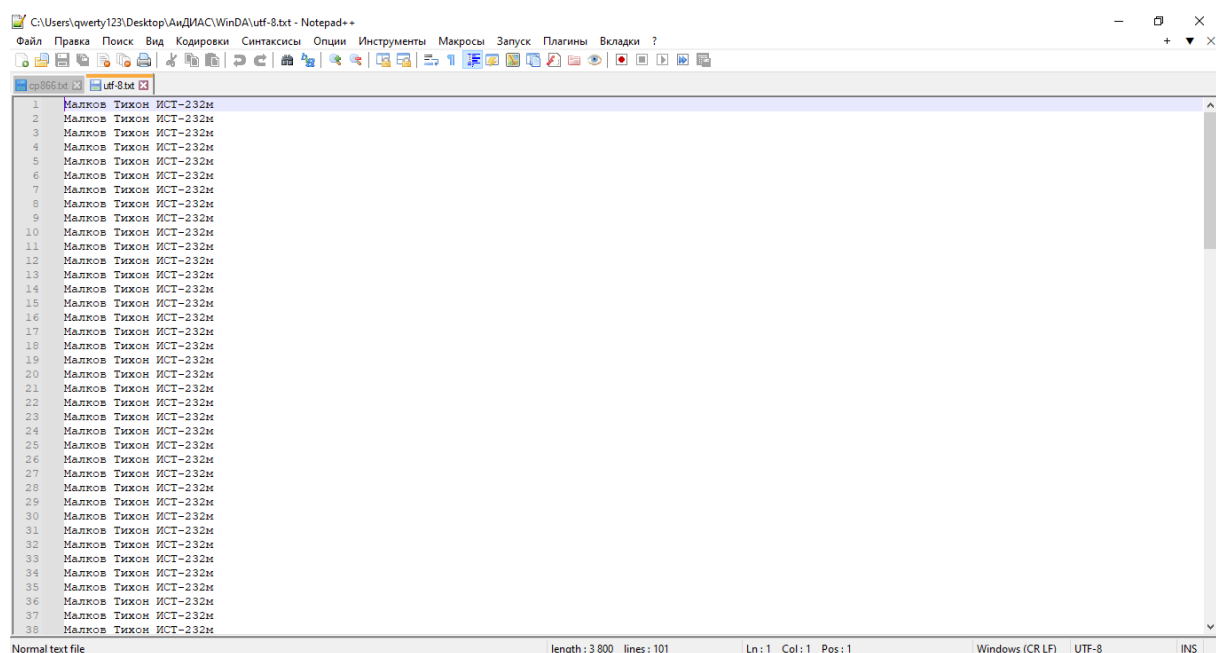 C:\Users\qwerty123\Desktop\АиДИАС\WinDA\utf-8.txt - Notepad++
Файл Правка Поиск Вид Кодировки Синтаксисы Опции Инструменты Макросы Запуск Плагины Вкладки ?
cp866.txt utf-8.txt
1 Малков Тихон ИСТ-232м
2 Малков Тихон ИСТ-232м
3 Малков Тихон ИСТ-232м
4 Малков Тихон ИСТ-232м
5 Малков Тихон ИСТ-232м
6 Малков Тихон ИСТ-232м
7 Малков Тихон ИСТ-232м
8 Малков Тихон ИСТ-232м
9 Малков Тихон ИСТ-232м
10 Малков Тихон ИСТ-232м
11 Малков Тихон ИСТ-232м
12 Малков Тихон ИСТ-232м
13 Малков Тихон ИСТ-232м
14 Малков Тихон ИСТ-232м
15 Малков Тихон ИСТ-232м
16 Малков Тихон ИСТ-232м
17 Малков Тихон ИСТ-232м
18 Малков Тихон ИСТ-232м
19 Малков Тихон ИСТ-232м
20 Малков Тихон ИСТ-232м
21 Малков Тихон ИСТ-232м
22 Малков Тихон ИСТ-232м
23 Малков Тихон ИСТ-232м
24 Малков Тихон ИСТ-232м
25 Малков Тихон ИСТ-232м
26 Малков Тихон ИСТ-232м
27 Малков Тихон ИСТ-232м
28 Малков Тихон ИСТ-232м
29 Малков Тихон ИСТ-232м
30 Малков Тихон ИСТ-232м
31 Малков Тихон ИСТ-232м
32 Малков Тихон ИСТ-232м
33 Малков Тихон ИСТ-232м
34 Малков Тихон ИСТ-232м
35 Малков Тихон ИСТ-232м
36 Малков Тихон ИСТ-232м
37 Малков Тихон ИСТ-232м
38 Малков Тихон ИСТ-232м
Normal text file length : 3 800 lines : 101 Ln : 1 Col : 1 Pos : 1 Windows (CR LF) UTF-8 INS